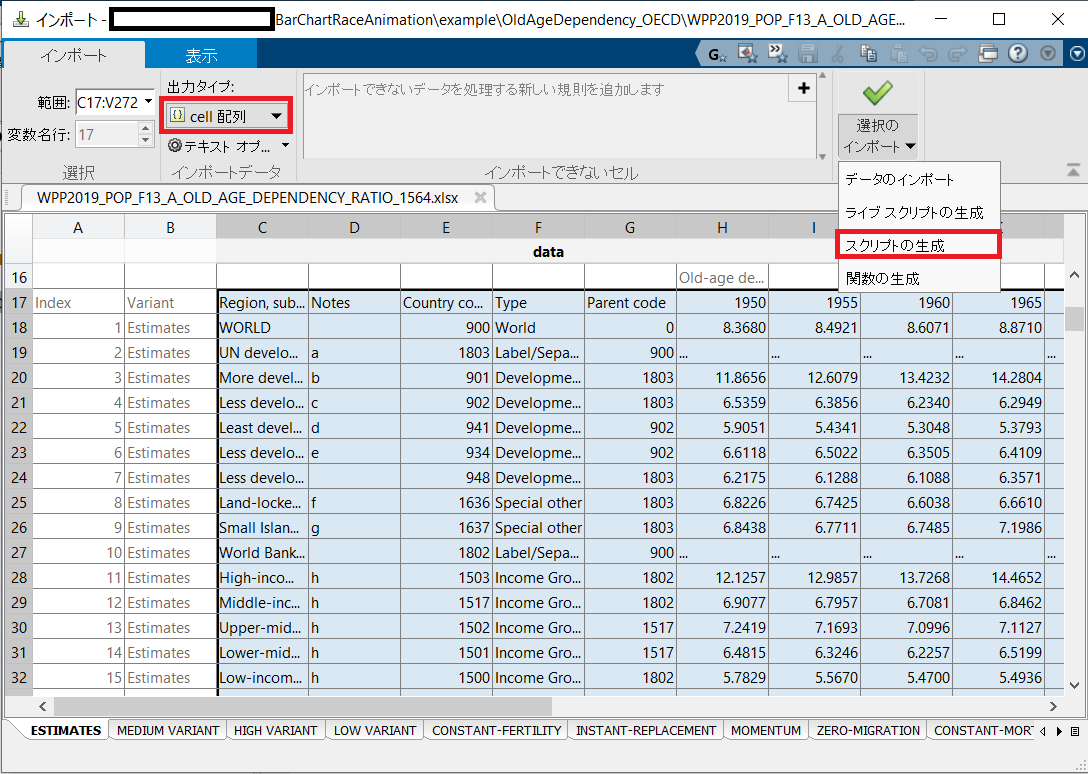 インポート - BarChartRaceAnimation\example\OldAgeDependency_OECD\WPP2019_POP_F13_A_OLD_AGE...
インポート 表示
範囲: C17:V272
変数名行: 17
選択
出力タイプ:
cell 配列
テキスト オプ...
インポートデータ
インポートできないデータを処理する新しい規則を追加します
インポートできないセル
選択の
インポート
データのインポート
ライブ スクリプトの生成
スクリプトの生成
関数の生成
WPP2019_POP_F13_A_OLD_AGE_DEPENDENCY_RATIO_1564.xlsx
A B C D E F G H I
data
16 Old-age de...
17 Index Variant Region, sub... Notes Country co... Type Parent code 1950 1955 1960 1965
18 1 Estimates WORLD 900 World 0 8.3680 8.4921 8.6071 8.8710
19 2 Estimates UN develo... a 1803 Label/Sepa... 900 ... ... ... ... ...
20 3 Estimates More devel... b 901 Developme... 1803 11.8656 12.6079 13.4232 14.2804
21 4 Estimates Less develo... c 902 Developme... 1803 6.5359 6.3856 6.2340 6.2949
22 5 Estimates Least devel... d 941 Developme... 902 5.9051 5.4341 5.3048 5.3793
23 6 Estimates Less develo... e 934 Developme... 902 6.6118 6.5022 6.3505 6.4109
24 7 Estimates Less develo... 948 Developme... 1803 6.2175 6.1288 6.1088 6.3571
25 8 Estimates Land-locke... f 1636 Special other 1803 6.8226 6.7425 6.6038 6.6610
26 9 Estimates Small Islan... g 1637 Special other 1803 6.8438 6.7711 6.7485 7.1986
27 10 Estimates World Bank... 1802 Label/Sepa... 900 ... ... ... ... ...
28 11 Estimates High-inco... h 1503 Income Gro... 1802 12.1257 12.9857 13.7268 14.4652
29 12 Estimates Middle-inc... h 1517 Income Gro... 1802 6.9077 6.7957 6.7081 6.8462
30 13 Estimates Upper-mid... h 1502 Income Gro... 1517 7.2419 7.1693 7.0996 7.1127
31 14 Estimates Lower-mid... h 1501 Income Gro... 1517 6.4815 6.3246 6.2257 6.5199
32 15 Estimates Low-incom... h 1500 Income Gro... 1802 5.7829 5.5670 5.4700 5.4936
ESTIMATES MEDIUM VARIANT HIGH VARIANT LOW VARIANT CONSTANT-FERTILITY INSTANT-REPLACEMENT MOMENTUM ZERO-MIGRATION CONSTANT-MORT